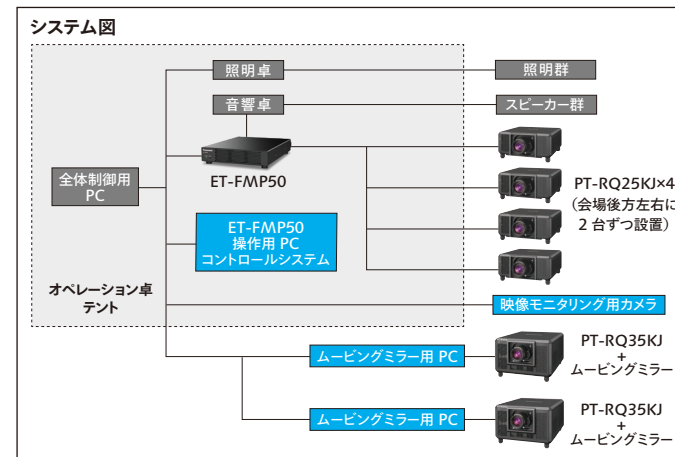 システム図
照明卓
照明群
音響卓
スピーカー群
ET-FMP50
全体制御用
PC
PT-RQ25KJ×4
(会場後方左右に
2 台ずつ設置)
ET-FMP50
操作用 PC
コントロールシステム
オペレーション卓
テント
映像モニタリング用カメラ
ムービングミラー用 PC
PT-RQ35KJ
+
ムービングミラー
ムービングミラー用 PC
PT-RQ35KJ
+
ムービングミラー